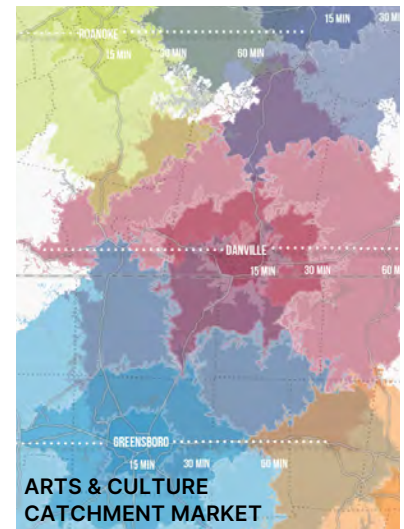 15 MIN 30 M
ROANOKE
15 MIN 30 MIN 60 MIN
DANVILLE
15 MIN 30 MIN 60 M
GREENSBORO
15 MIN 30 MIN 60 MIN
ARTS & CULTURE
CATCHMENT MARKET